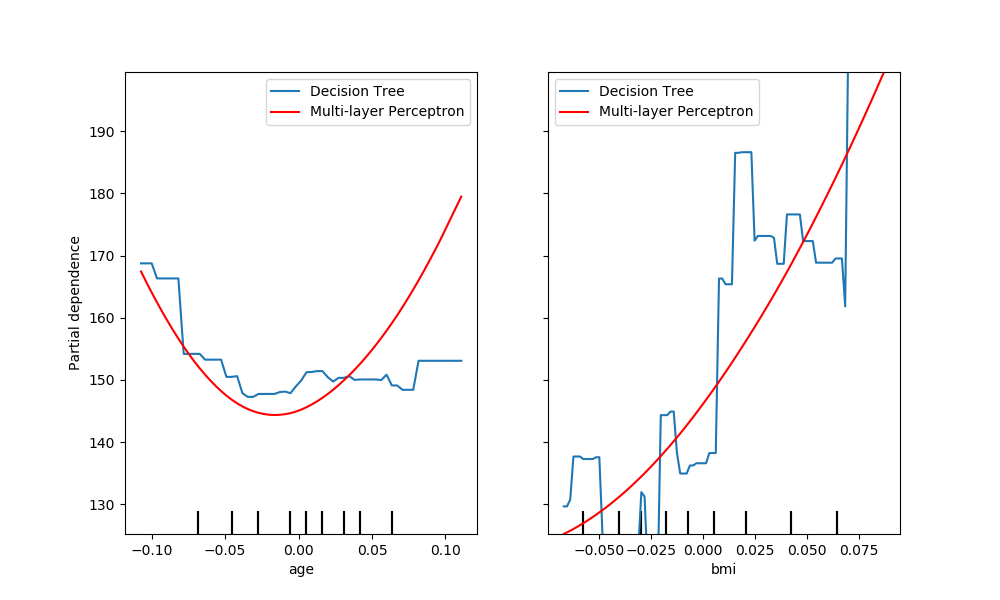 Decision Tree
Multi-layer Perceptron
Decision Tree
Multi-layer Perceptron
190
180
170
160
150
140
130
Partial dependence
−0.10 −0.05 0.00 0.05 0.10
age
−0.050 −0.025 0.000 0.025 0.050 0.075
bmi